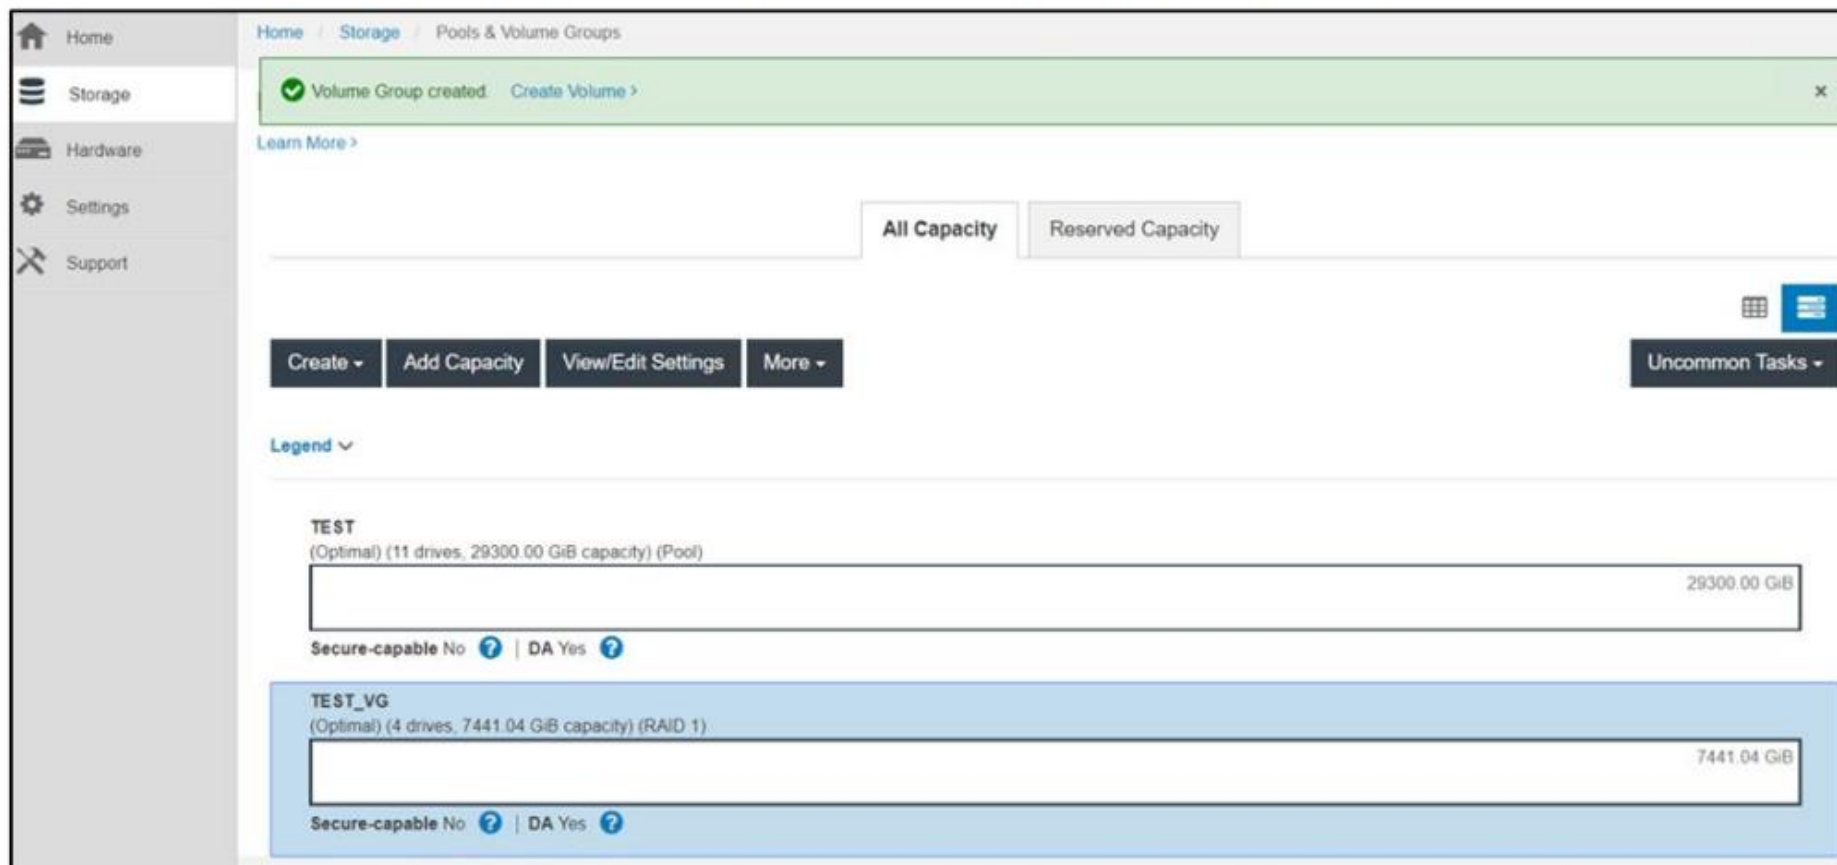 Home
Storage
Hardware
Settings
Support
Home / Storage / Pools & Volume Groups
Volume Group created. Create Volume >
×
Learn More >
All Capacity
Reserved Capacity
Create
Add Capacity
View/Edit Settings
More
Uncommon Tasks
Legend
TEST
(Optimal) (11 drives, 29300.00 GiB capacity) (Pool)
29300.00 GiB
Secure-capable No ? | DA Yes ?
TEST_VG
(Optimal) (4 drives, 7441.04 GiB capacity) (RAID 1)
7441.04 GiB
Secure-capable No ? | DA Yes ?